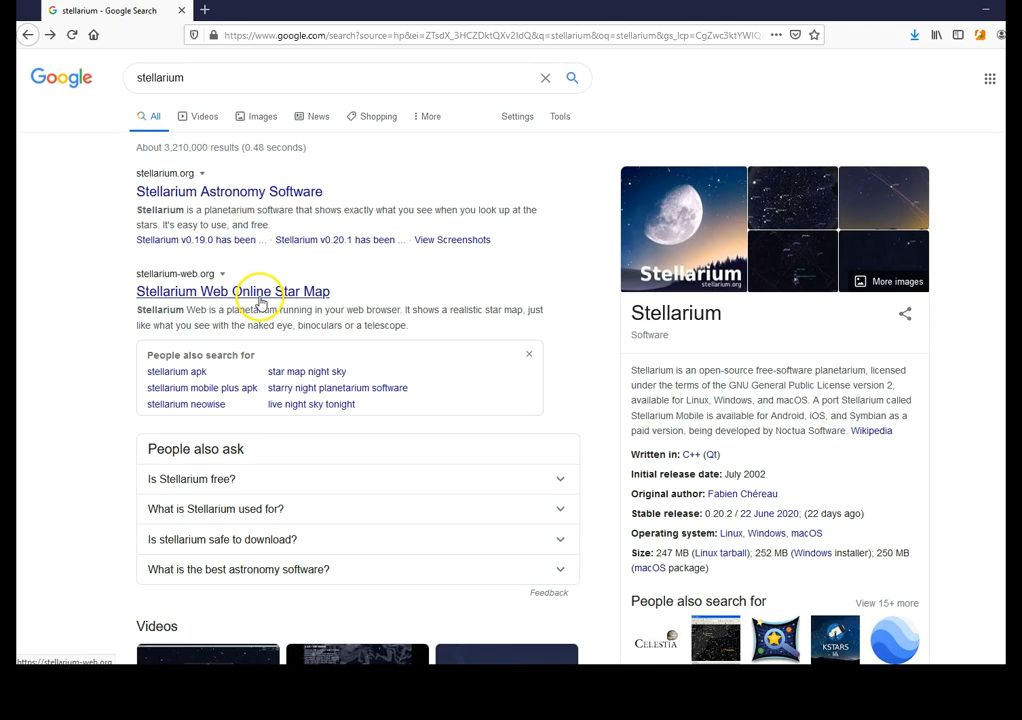 stellarium - Google Search
https://www.google.com/search?source=hp&ei=ZTsdX_3HCZDktQXv2IdQ&q=stellarium&oq=stellarium&gs_lcp=CgZwc3ktYWIQ
Google
stellarium
All Videos Images News Shopping More Settings Tools
About 3,210,000 results (0.48 seconds)
stellarium.org
Stellarium Astronomy Software
Stellarium is a planetarium software that shows exactly what you see when you look up at the
stars. It's easy to use, and free.
Stellarium v0.19.0 has been ... · Stellarium v0.20.1 has been ... · View Screenshots
stellarium-web.org
Stellarium Web Online Star Map
Stellarium Web is a planetarium running in your web browser. It shows a realistic star map, just
like what you see with the naked eye, binoculars or a telescope.
People also search for
stellarium apk star map night sky
stellarium mobile plus apk starry night planetarium software
stellarium neowise live night sky tonight
People also ask
Is Stellarium free?
What is Stellarium used for?
Is stellarium safe to download?
What is the best astronomy software?
Feedback
Videos
Stellarium
stellarium.org
More images
Stellarium
Software
Stellarium is an open-source free-software planetarium, licensed
under the terms of the GNU General Public License version 2,
available for Linux, Windows, and macOS. A port Stellarium called
Stellarium Mobile is available for Android, iOS, and Symbian as a
paid version, being developed by Noctua Software. Wikipedia
Written in: C++ (Qt)
Initial release date: July 2002
Original author: Fabien Chéreau
Stable release: 0.20.2 / 22 June 2020; (22 days ago)
Operating system: Linux, Windows, macOS
Size: 247 MB (Linux tarball); 252 MB (Windows installer); 250 MB
(macOS package)
People also search for View 15+ more
CELESTIA
KSTARS
https://stellarium-web.org